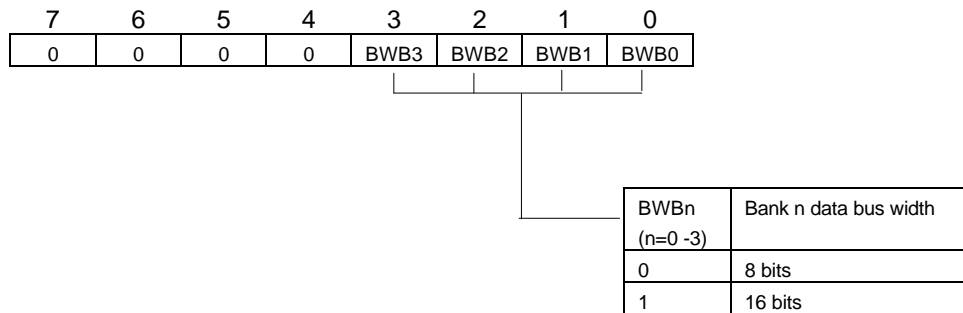 7 6 5 4 3 2 1 0
0 0 0 0 BWB3 BWB2 BWB1 BWB0
BWBn Bank n data bus width
(n=0 -3)
0 8 bits
1 16 bits